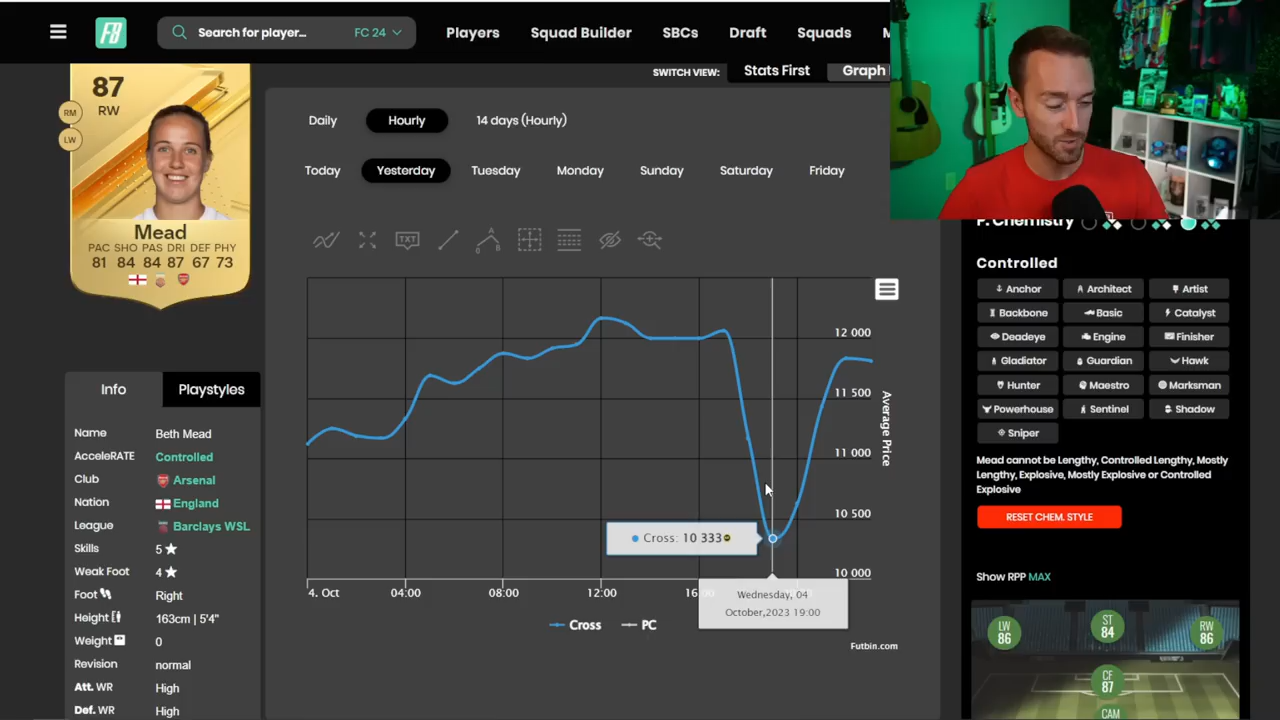 FB
Search for player...
FC 24
Players
Squad Builder
SBCs
Draft
Squads
SWITCH VIEW:
Stats First
Graph
87
RW
RM
LW
Mead
PAC SHO PAS DRI DEF PHY
81 84 84 87 67 73
Daily
Hourly
14 days (Hourly)
Today
Yesterday
Tuesday
Monday
Sunday
Saturday
Friday
TXT
12 000
11 500
11 000
10 500
10 000
Average Price
Cross: 10 333
4. Oct
04:00
08:00
12:00
Wednesday, 04
October,2023 19:00
Cross
PC
Futbin.com
Info
Playstyles
Name Beth Mead
AcceleRATE Controlled
Club Arsenal
Nation England
League Barclays WSL
Skills 5
Weak Foot 4
Foot Right
Height 163cm | 5'4"
Weight 0
Revision normal
Att. WR High
Def. WR High
P. Chemistry
Controlled
Anchor Architect Artist
Backbone Basic Catalyst
Deadeye Engine Finisher
Gladiator Guardian Hawk
Hunter Maestro Marksman
Powerhouse Sentinel Shadow
Sniper
Mead cannot be Lengthy, Controlled Lengthy, Mostly
Lengthy, Explosive, Mostly Explosive or Controlled
Explosive
RESET CHEM. STYLE
Show RPP MAX
LW
86
ST
84
RW
86
CF
87
CAM